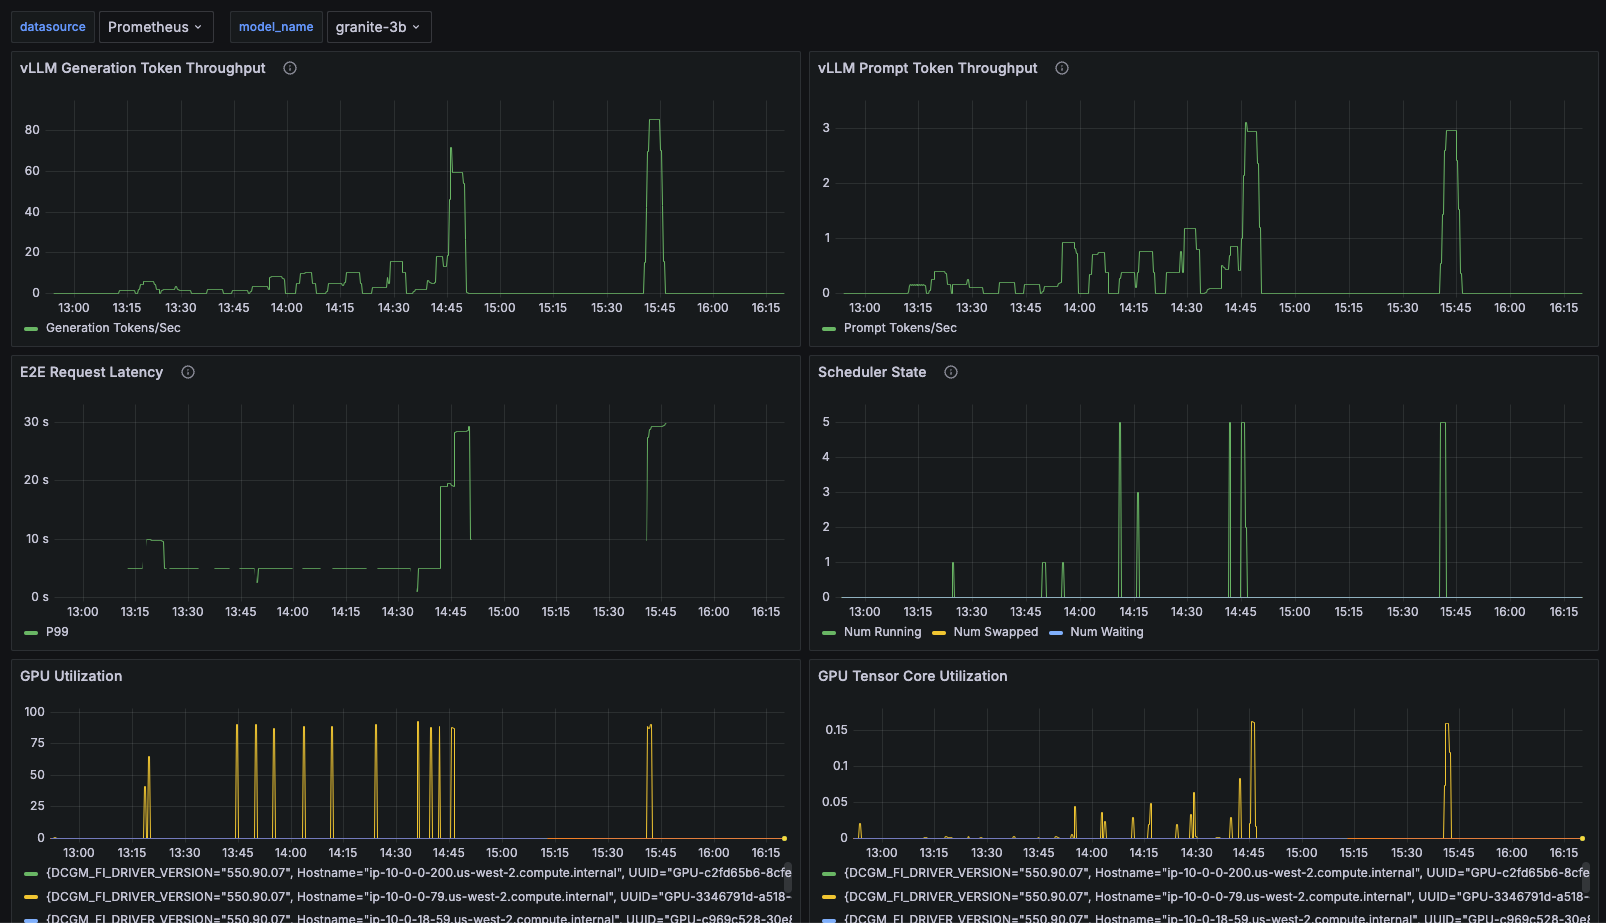 datasource Prometheus model_name granite-3b
vLLM Generation Token Throughput
80
60
40
20
0
13:00 13:15 13:30 13:45 14:00 14:15 14:30 14:45 15:00 15:15 15:30 15:45 16:00 16:15
Generation Tokens/Sec
vLLM Prompt Token Throughput
3
2
1
0
13:00 13:15 13:30 13:45 14:00 14:15 14:30 14:45 15:00 15:15 15:30 15:45 16:00 16:15
Prompt Tokens/Sec
E2E Request Latency
30 s
20 s
10 s
0 s
13:00 13:15 13:30 13:45 14:00 14:15 14:30 14:45 15:00 15:15 15:30 15:45 16:00 16:15
P99
Scheduler State
5
4
3
2
1
0
13:00 13:15 13:30 13:45 14:00 14:15 14:30 14:45 15:00 15:15 15:30 15:45 16:00 16:15
Num Running Num Swapped Num Waiting
GPU Utilization
100
75
50
25
0
13:00 13:15 13:30 13:45 14:00 14:15 14:30 14:45 15:00 15:15 15:30 15:45 16:00 16:15
{DCGM_FI_DRIVER_VERSION="550.90.07", Hostname="ip-10-0-0-200.us-west-2.compute.internal", UUID="GPU-c2fd65b6-8cfe
{DCGM_FI_DRIVER_VERSION="550.90.07", Hostname="ip-10-0-0-79.us-west-2.compute.internal", UUID="GPU-3346791d-a518-
{DCGM_FI_DRIVER_VERSION="550.90.07", Hostname="ip-10-0-18-59.us-west-2.compute.internal", UUID="GPU-c969c528-30e8
GPU Tensor Core Utilization
0.15
0.1
0.05
0
13:00 13:15 13:30 13:45 14:00 14:15 14:30 14:45 15:00 15:15 15:30 15:45 16:00 16:15
{DCGM_FI_DRIVER_VERSION="550.90.07", Hostname="ip-10-0-0-200.us-west-2.compute.internal", UUID="GPU-c2fd65b6-8cfe
{DCGM_FI_DRIVER_VERSION="550.90.07", Hostname="ip-10-0-0-79.us-west-2.compute.internal", UUID="GPU-3346791d-a518-
{DCGM_FI_DRIVER_VERSION="550.90.07", Hostname="ip-10-0-18-59.us-west-2.compute.internal", UUID="GPU-c969c528-30e8